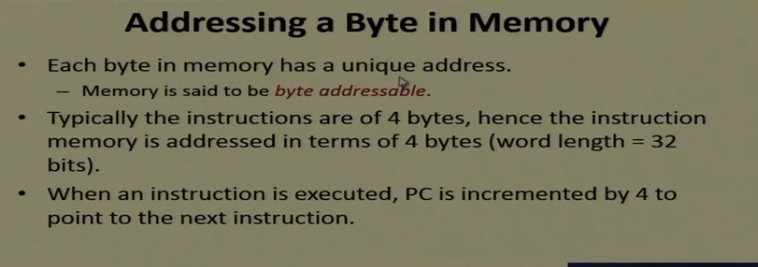 Addressing a Byte in Memory
• Each byte in memory has a unique address.
– Memory is said to be byte addressable.
• Typically the instructions are of 4 bytes, hence the instruction
memory is addressed in terms of 4 bytes (word length = 32
bits).
• When an instruction is executed, PC is incremented by 4 to
point to the next instruction.